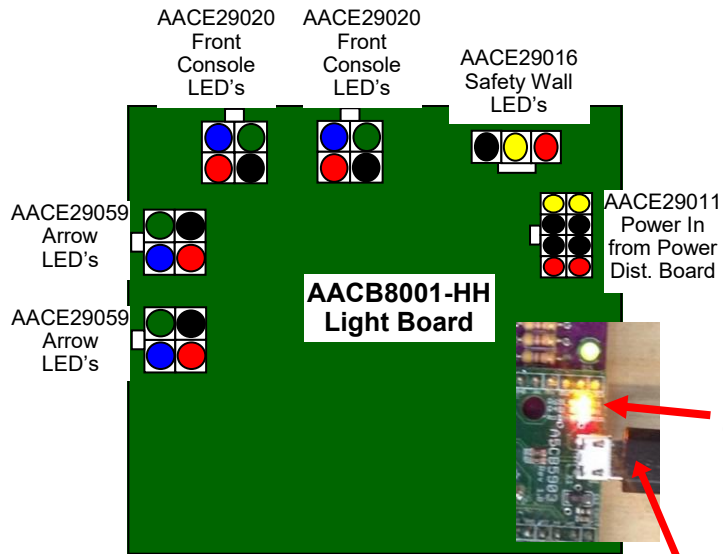 AACE29020
Front
Console
LED's
AACE29020
Front
Console
LED's
AACE29016
Safety Wall
LED's
AACE29059
Arrow
LED's
AACE29011
Power In
from Power
Dist. Board
AACB8001-HH
Light Board
AACE29059
Arrow
LED's